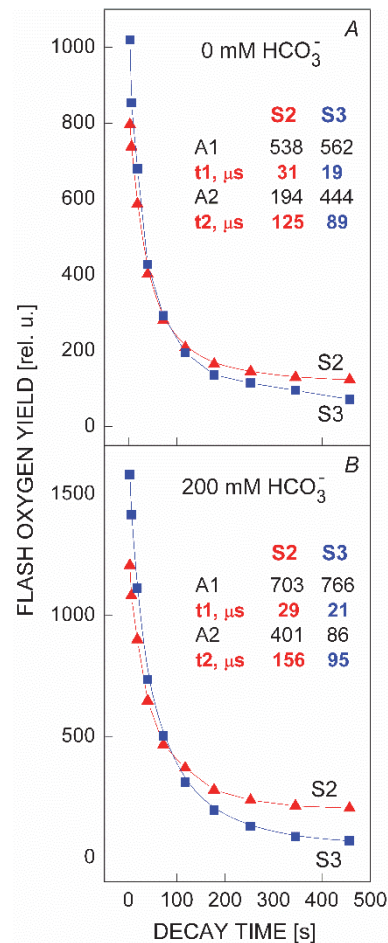 FLASH OXYGEN YIELD [rel. u.]
A
0 mM HCO3-
1000
800
600
400
200
0
S2 S3
A1 538 562
t1, μs 31 19
A2 194 444
t2, μs 125 89
S2
S3
B
200 mM HCO3-
1500
1000
500
0
S2 S3
A1 703 766
t1, μs 29 21
A2 401 86
t2, μs 156 95
S2
S3
0 100 200 300 400 500
DECAY TIME [s]